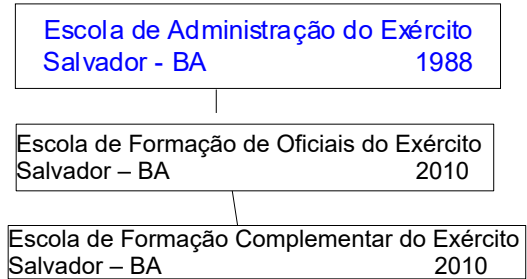 Escola de Administração do Exército
Salvador - BA 1988
Escola de Formação de Oficiais do Exército
Salvador – BA 2010
Escola de Formação Complementar do Exército
Salvador – BA 2010